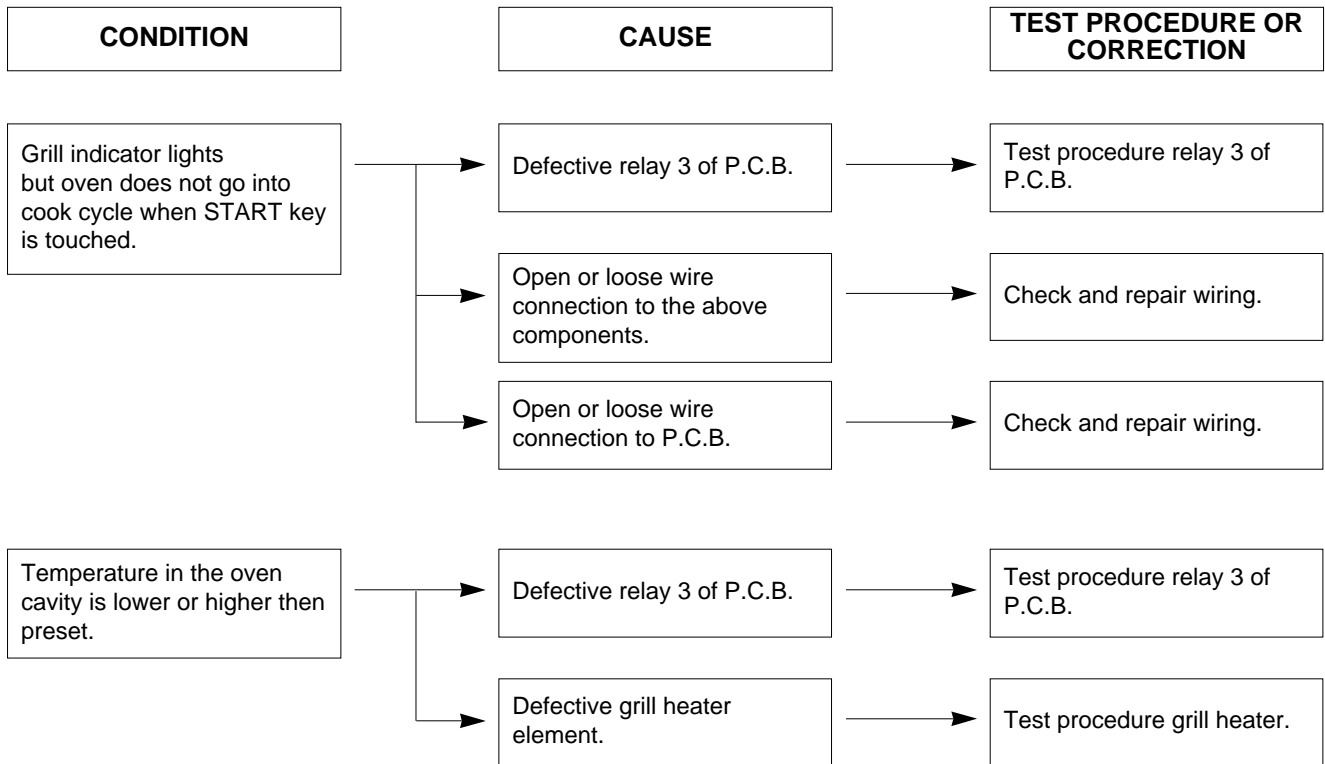 CONDITION
CAUSE
TEST PROCEDURE OR
CORRECTION
Grill indicator lights
but oven does not go into
cook cycle when START key
is touched.
Defective relay 3 of P.C.B.
Test procedure relay 3 of
P.C.B.
Open or loose wire
connection to the above
components.
Check and repair wiring.
Open or loose wire
connection to P.C.B.
Check and repair wiring.
Temperature in the oven
cavity is lower or higher then
preset.
Defective relay 3 of P.C.B.
Test procedure relay 3 of
P.C.B.
Defective grill heater
element.
Test procedure grill heater.